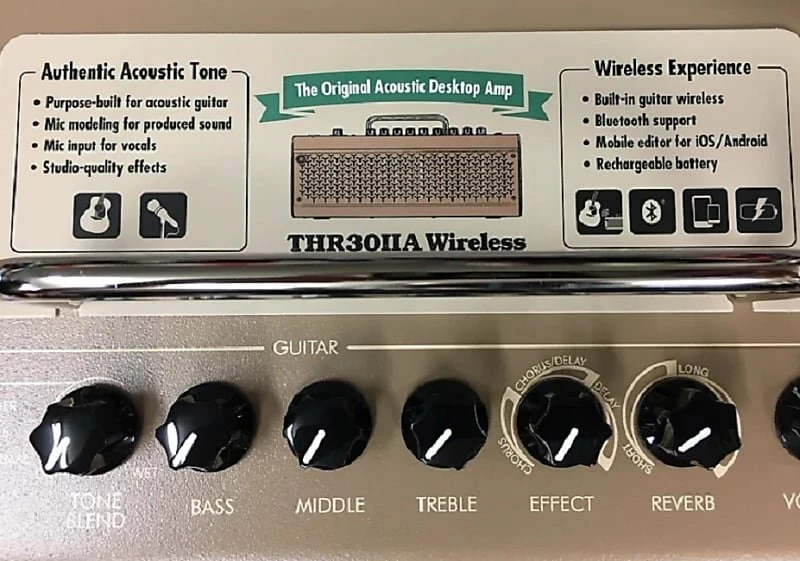 Authentic Acoustic Tone
• Purpose-built for acoustic guitar
• Mic modeling for produced sound
• Mic input for vocals
• Studio-quality effects
The Original Acoustic Desktop Amp
THR30IIA Wireless
Wireless Experience
• Built-in guitar wireless
• Bluetooth support
• Mobile editor for iOS/Android
• Rechargeable battery
GUITAR
WET
TONE
BLEND
BASS
MIDDLE
TREBLE
CHORUS
CHORUS/DELAY
DELAY
EFFECT
SHORT
LONG
REVERB